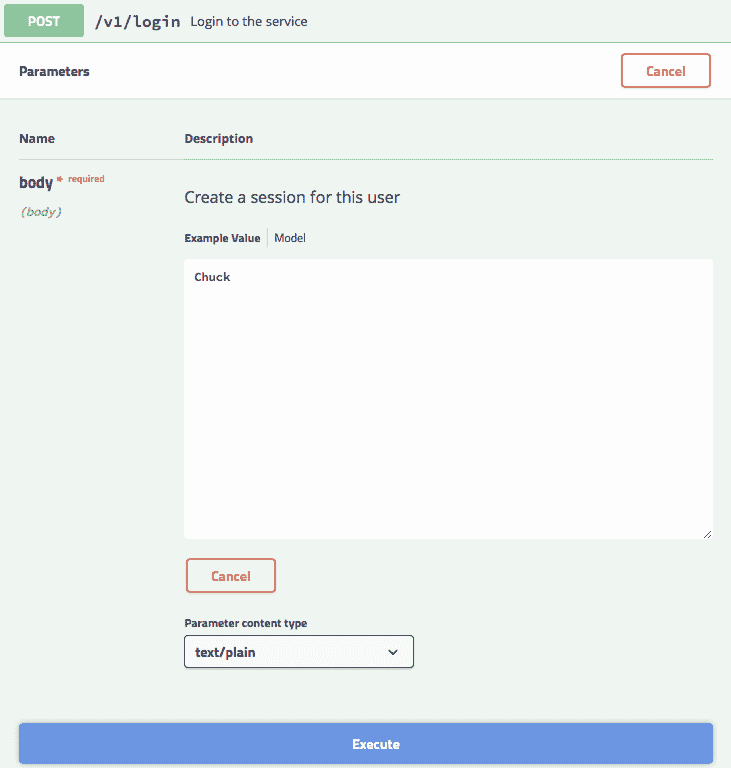 POST /v1/login Login to the service
Parameters Cancel
Name Description
body * required
(body)
Create a session for this user
Example Value Model
Chuck
Cancel
Parameter content type
text/plain
Execute